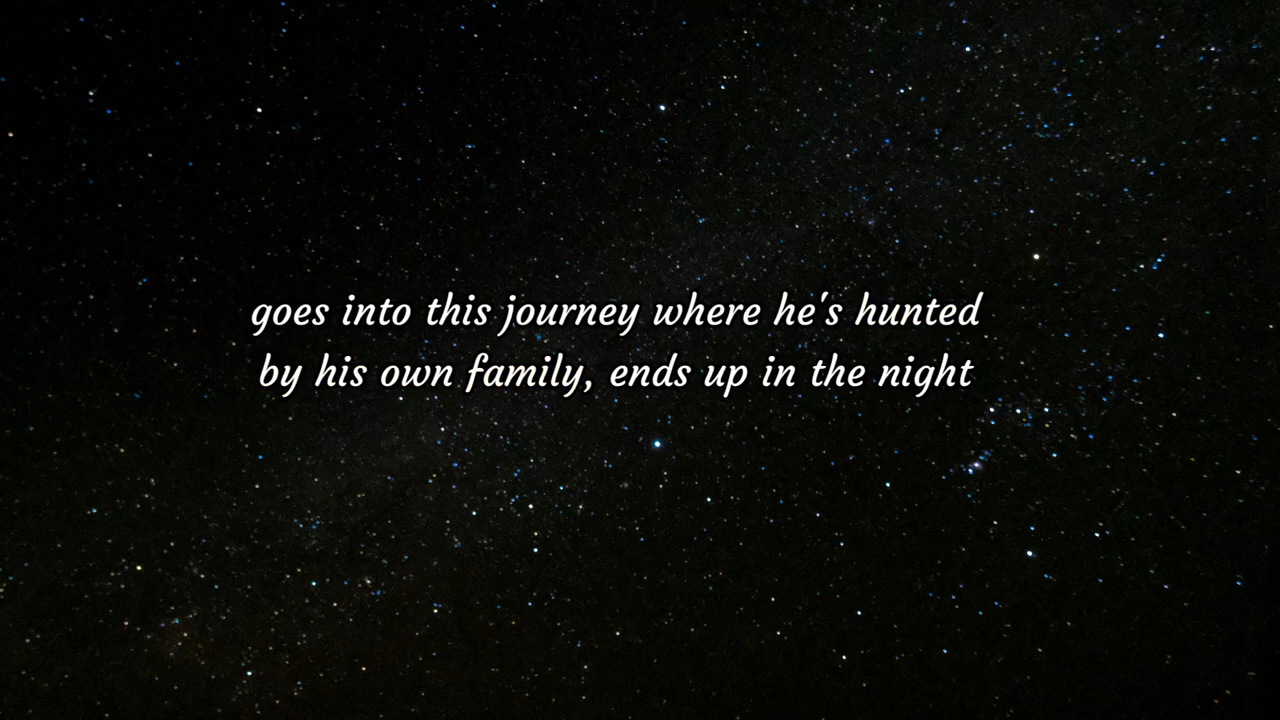 goes into this journey where he's hunted
by his own family, ends up in the night